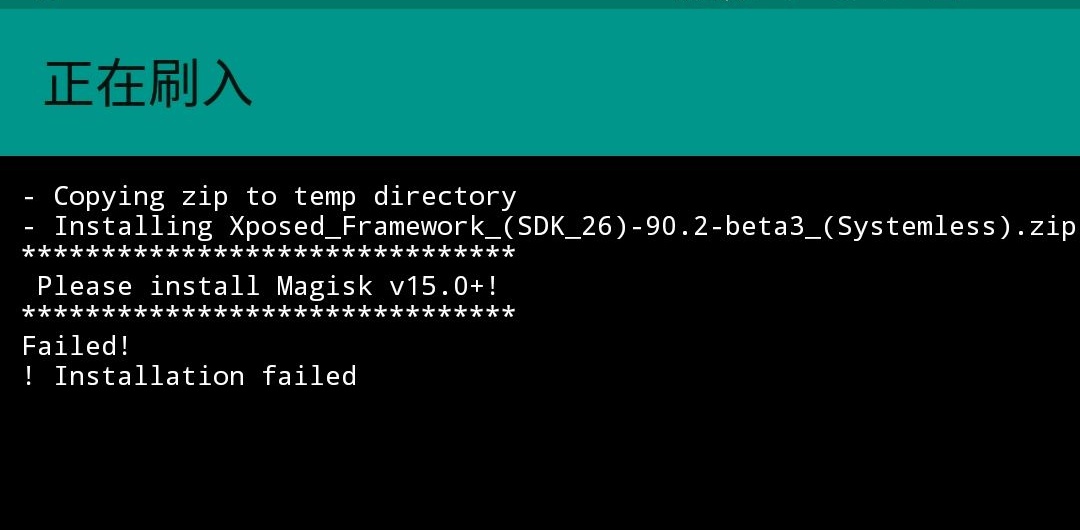 正在刷入
- Copying zip to temp directory
- Installing Xposed_Framework_(SDK_26)-90.2-beta3_(Systemless).zip
*******************************
Please install Magisk v15.0+!
*******************************
Failed!
! Installation failed